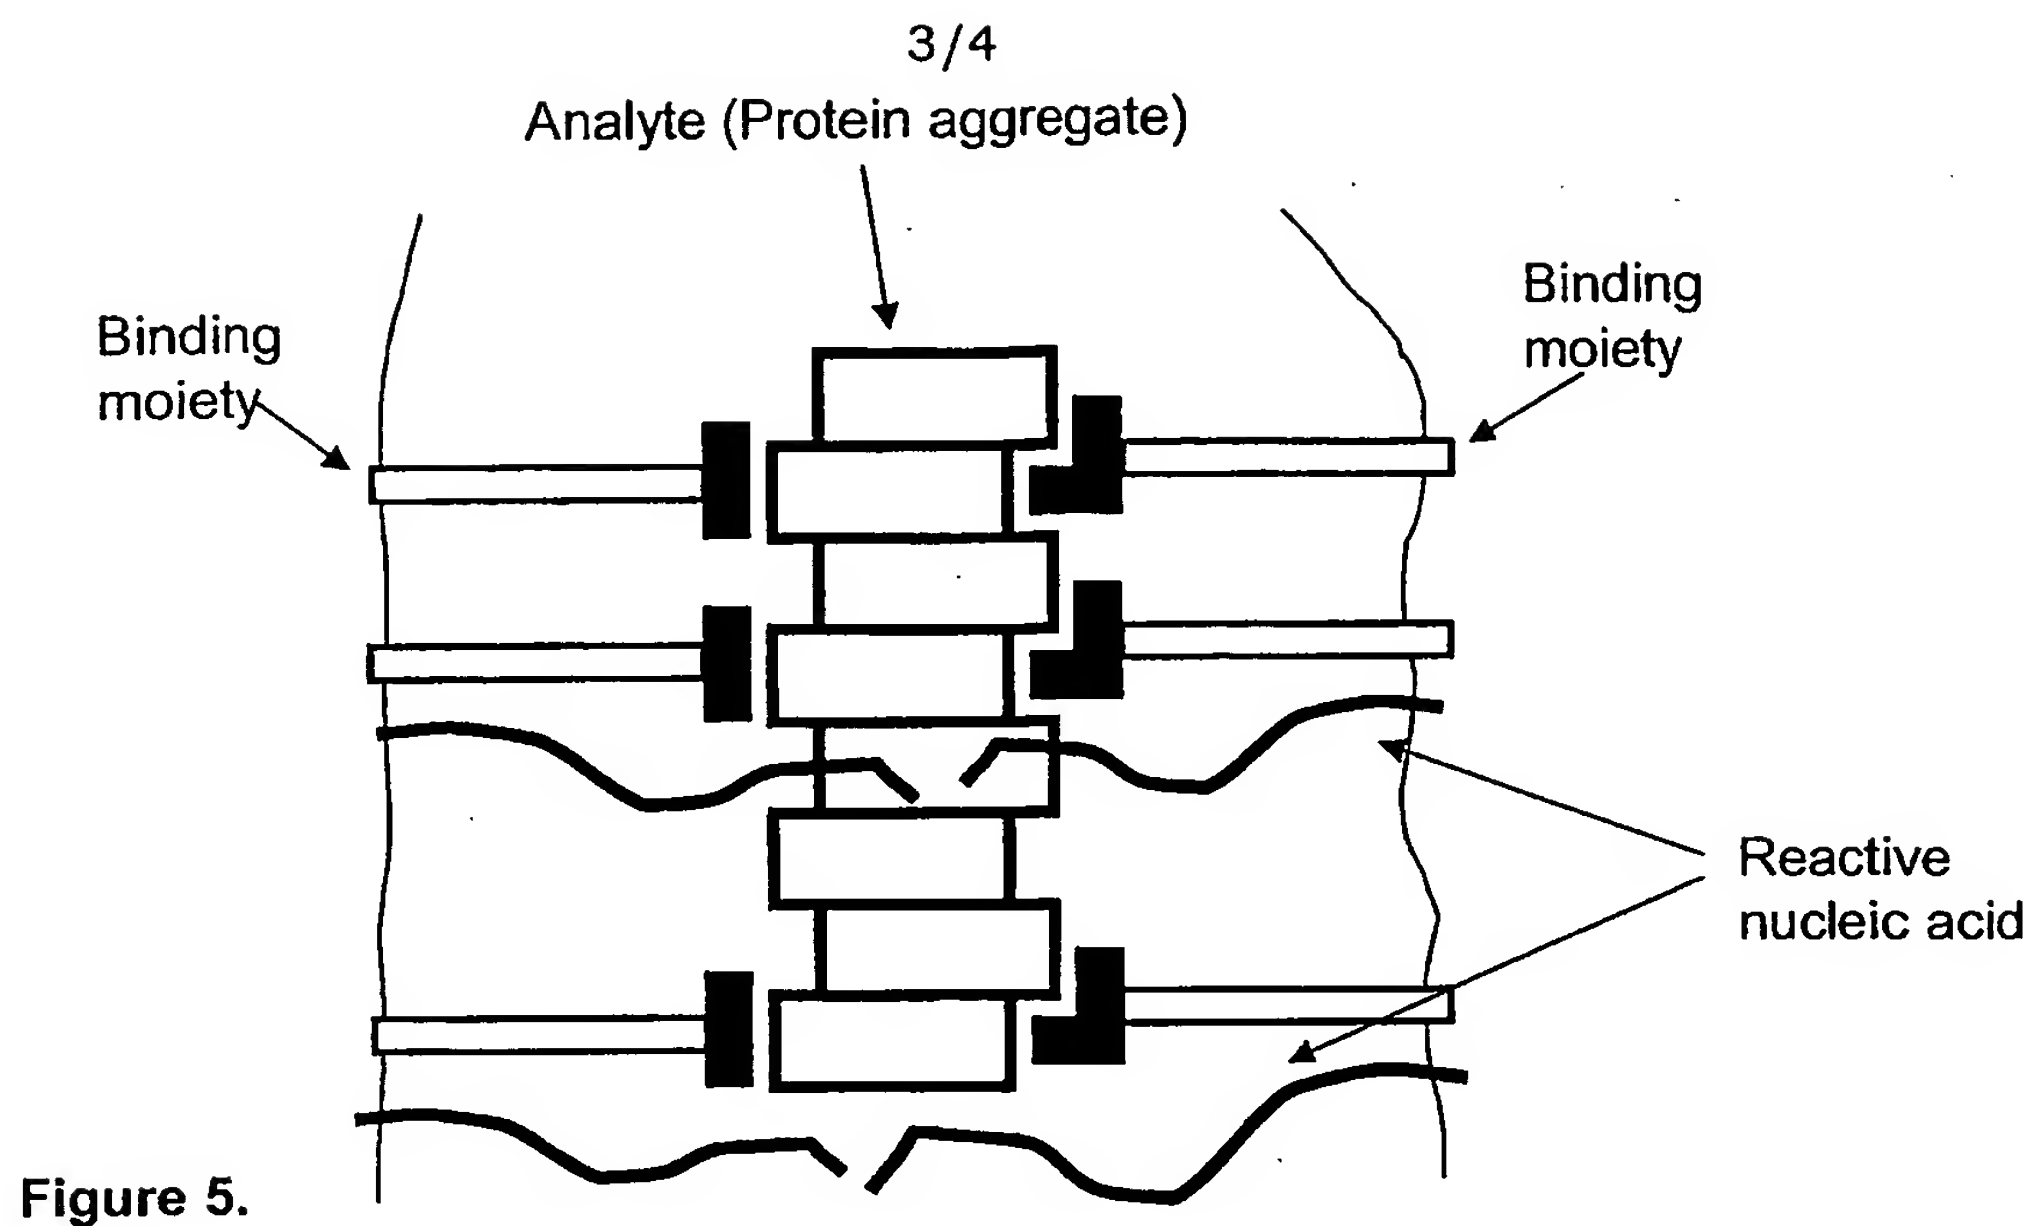 3/4
Analyte (Protein aggregate)
Binding
moiety
Binding
moiety
Reactive
nucleic acid
Figure 5.